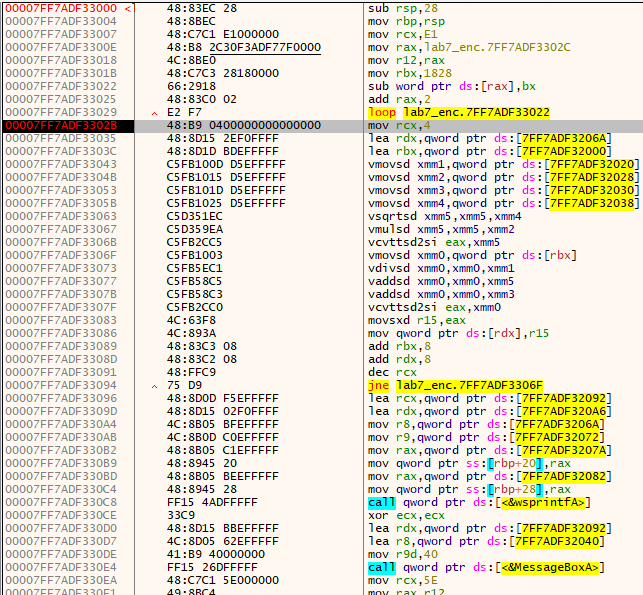 00007FF7ADF33000 <l 48:83EC 28 sub rsp,28
00007FF7ADF33004 48:8BEC mov rbp,rsp
00007FF7ADF33007 48:C7C1 E1000000 mov rcx,E1
00007FF7ADF3300E 48:B8 2C30F3ADF77F0000 mov rax,lab7_enc.7FF7ADF3302C
00007FF7ADF33018 4C:8BE0 mov r12,rax
00007FF7ADF3301B 48:C7C3 28180000 mov rbx,1828
00007FF7ADF33022 66:2918 sub word ptr ds:[rax],bx
00007FF7ADF33025 48:83C0 02 add rax,2
00007FF7ADF33029 ^ E2 F7 loop lab7_enc.7FF7ADF33022
00007FF7ADF3302B 48:B9 0400000000000000 mov rcx,4
00007FF7ADF33035 48:8D15 2EF0FFFF lea rdx,qword ptr ds:[7FF7ADF3206A]
00007FF7ADF3303C 48:8D1D BDEFFFFF lea rbx,qword ptr ds:[7FF7ADF32000]
00007FF7ADF33043 C5FB100D D5EFFFFF vmovsd xmm1,qword ptr ds:[7FF7ADF32020]
00007FF7ADF3304B C5FB1015 D5EFFFFF vmovsd xmm2,qword ptr ds:[7FF7ADF32028]
00007FF7ADF33053 C5FB101D D5EFFFFF vmovsd xmm3,qword ptr ds:[7FF7ADF32030]
00007FF7ADF3305B C5FB1025 D5EFFFFF vmovsd xmm4,qword ptr ds:[7FF7ADF32038]
00007FF7ADF33063 C5D351EC vsqrtsd xmm5,xmm5,xmm4
00007FF7ADF33067 C5D359EA vmulsd xmm5,xmm5,xmm2
00007FF7ADF3306B C5FB2CC5 vcvttsd2si eax,xmm5
00007FF7ADF3306F C5FB1003 vmovsd xmm0,qword ptr ds:[rbx]
00007FF7ADF33073 C5FB5EC1 vdivsd xmm0,xmm0,xmm1
00007FF7ADF33077 C5FB58C5 vaddsd xmm0,xmm0,xmm5
00007FF7ADF3307B C5FB58C3 vaddsd xmm0,xmm0,xmm3
00007FF7ADF3307F C5FB2CC0 vcvttsd2si eax,xmm0
00007FF7ADF33083 4C:63F8 movsxd r15,eax
00007FF7ADF33086 4C:893A mov qword ptr ds:[rdx],r15
00007FF7ADF33089 48:83C3 08 add rbx,8
00007FF7ADF3308D 48:83C2 08 add rdx,8
00007FF7ADF33091 48:FFC9 dec rcx
00007FF7ADF33094 ^ 75 D9 jne lab7_enc.7FF7ADF3306F
00007FF7ADF33096 48:8D0D F5EFFFFF lea rcx,qword ptr ds:[7FF7ADF32092]
00007FF7ADF3309D 48:8D15 02F0FFFF lea rdx,qword ptr ds:[7FF7ADF320A6]
00007FF7ADF330A4 4C:8B05 BFEFFFFF mov r8,qword ptr ds:[7FF7ADF3206A]
00007FF7ADF330AB 4C:8B0D C0EFFFFF mov r9,qword ptr ds:[7FF7ADF32072]
00007FF7ADF330B2 48:8B05 C1EFFFFF mov rax,qword ptr ds:[7FF7ADF3207A]
00007FF7ADF330B9 48:8945 20 mov qword ptr ss:[rbp+20],rax
00007FF7ADF330BD 48:8B05 BEEFFFFF mov rax,qword ptr ds:[7FF7ADF32082]
00007FF7ADF330C4 48:8945 28 mov qword ptr ss:[rbp+28],rax
00007FF7ADF330C8 FF15 4ADFFFFF call qword ptr ds:[<&wsprintfA>]
00007FF7ADF330CE 33C9 xor ecx,ecx
00007FF7ADF330D0 48:8D15 BBEFFFFF lea rdx,qword ptr ds:[7FF7ADF32092]
00007FF7ADF330D7 4C:8D05 62EFFFFF lea r8,qword ptr ds:[7FF7ADF32040]
00007FF7ADF330DE 41:B9 40000000 mov r9d,40
00007FF7ADF330E4 FF15 26DFFFFF call qword ptr ds:[<&MessageBoxA>]
00007FF7ADF330EA 48:C7C1 5E000000 mov rcx,5E
00007FF7ADF330F1 49:8BC4 mov rax,r12